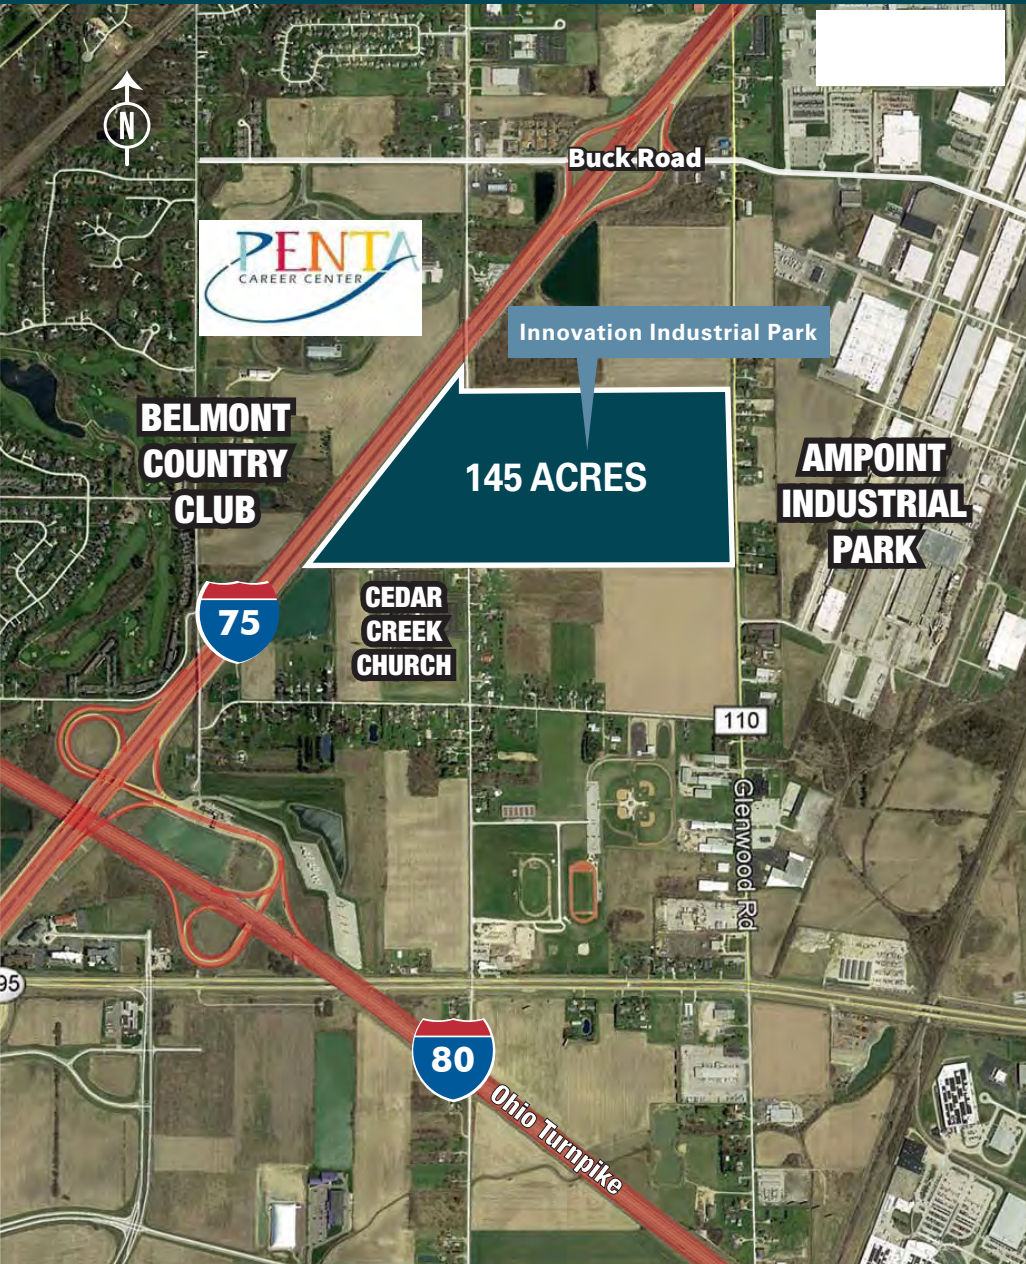 N
Buck Road
PENTA
CAREER CENTER
Innovation Industrial Park
BELMONT
COUNTRY
CLUB
145 ACRES
AMPOINT
INDUSTRIAL
PARK
75
CEDAR
CREEK
CHURCH
110
Glenwood Rd
95
80
Ohio Turnpike